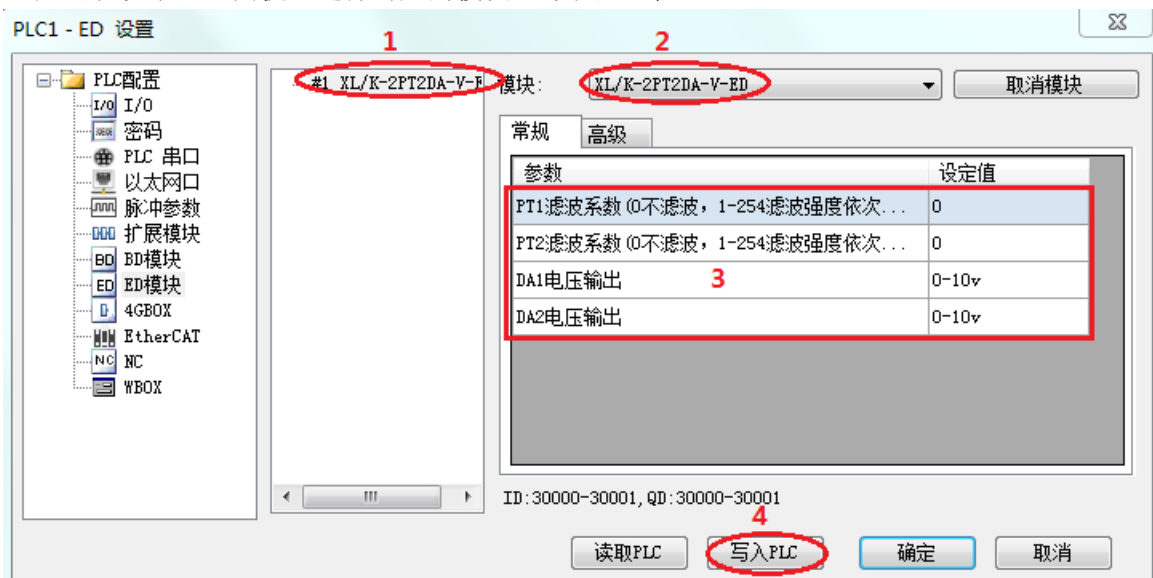 PLC1 - ED 设置
1
2
PLC配置
I/O I/O
密码
PLC 串口
以太网口
脉冲参数
扩展模块
BD BD模块
ED ED模块
4GBOX
EtherCAT
NC NC
WBOX
#1 XL/K-2PT2DA-V-E
模块:
XL/K-2PT2DA-V-ED
取消模块
常规
高级
参数
设定值
PT1滤波系数(0不滤波，1-254滤波强度依次...
0
PT2滤波系数(0不滤波，1-254滤波强度依次...
0
DA1电压输出
3
0-10v
DA2电压输出
0-10v
ID:30000-30001,QD:30000-30001
4
读取PLC
写入PLC
确定
取消